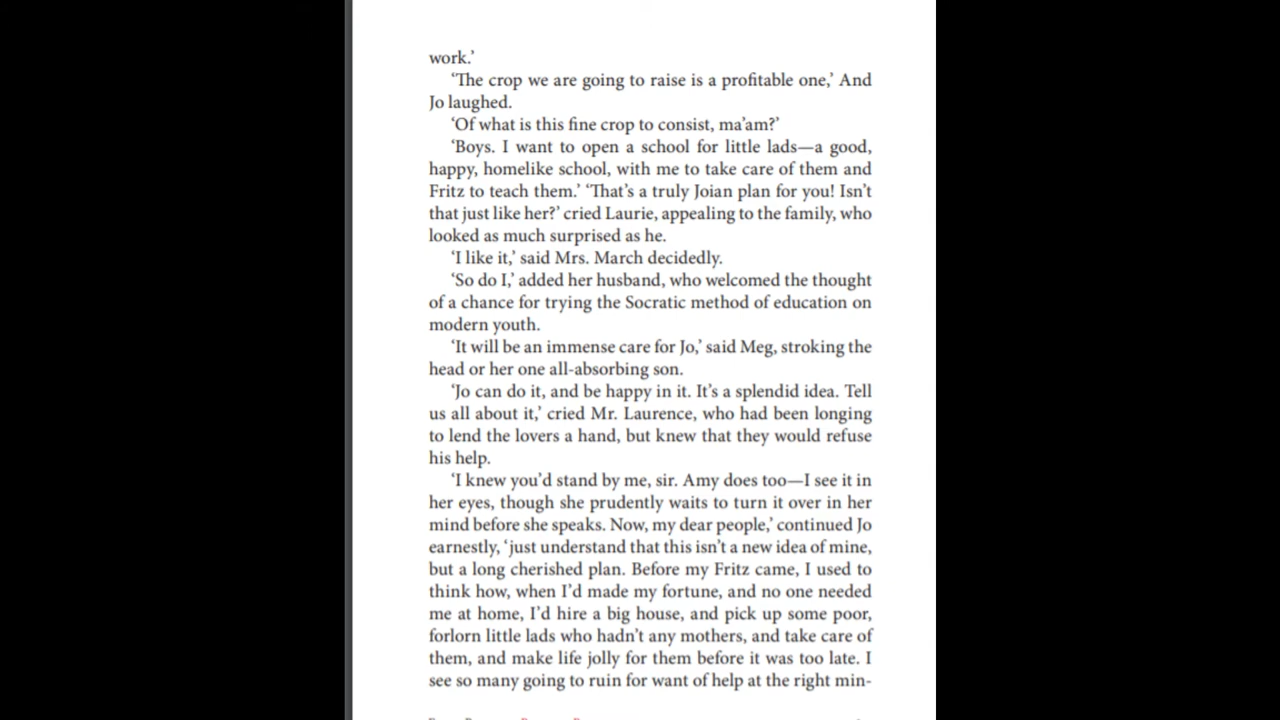 work.’
‘The crop we are going to raise is a profitable one,’ And
Jo laughed.
‘Of what is this fine crop to consist, ma’am?’
‘Boys. I want to open a school for little lads—a good,
happy, homelike school, with me to take care of them and
Fritz to teach them.’ ‘That’s a truly Joian plan for you! Isn’t
that just like her?’ cried Laurie, appealing to the family, who
looked as much surprised as he.
‘I like it,’ said Mrs. March decidedly.
‘So do I,’ added her husband, who welcomed the thought
of a chance for trying the Socratic method of education on
modern youth.
‘It will be an immense care for Jo,’ said Meg, stroking the
head or her one all-absorbing son.
‘Jo can do it, and be happy in it. It’s a splendid idea. Tell
us all about it,’ cried Mr. Laurence, who had been longing
to lend the lovers a hand, but knew that they would refuse
his help.
‘I knew you’d stand by me, sir. Amy does too—I see it in
her eyes, though she prudently waits to turn it over in her
mind before she speaks. Now, my dear people,’ continued Jo
earnestly, ‘just understand that this isn’t a new idea of mine,
but a long cherished plan. Before my Fritz came, I used to
think how, when I’d made my fortune, and no one needed
me at home, I’d hire a big house, and pick up some poor,
forlorn little lads who hadn’t any mothers, and take care of
them, and make life jolly for them before it was too late. I
see so many going to ruin for want of help at the right min-